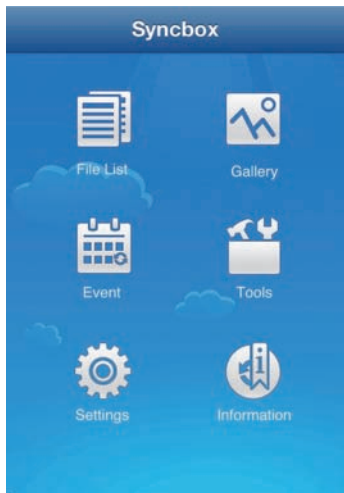 Syncbox
File List
Gallery
Event
Tools
Settings
Information